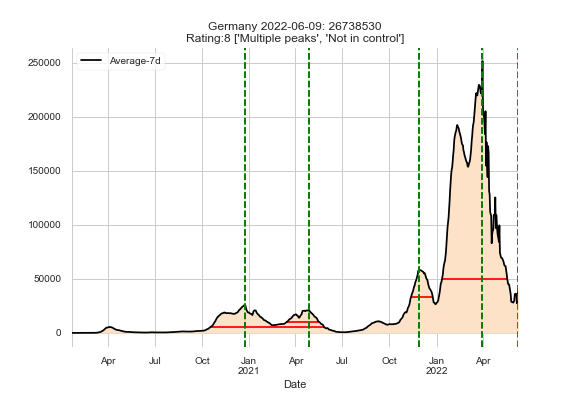 Germany 2022-06-09: 26738530
Rating:8 ['Multiple peaks', 'Not in control']
Average-7d
250000
200000
150000
100000
50000
0
Apr Jul Oct Jan Apr Jul Oct Jan Apr
2021 2022
Date